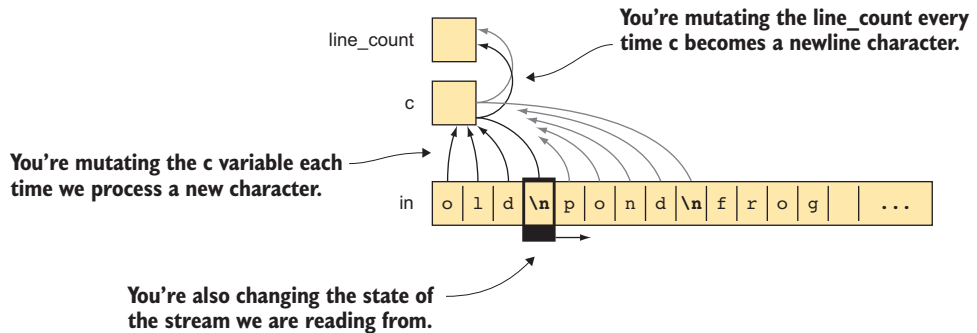 You're mutating the line_count every
time c becomes a newline character.
line_count
c
You're mutating the c variable each
time we process a new character.
in
o l d \n p o n d \n f r o g ...
You're also changing the state of
the stream we are reading from.